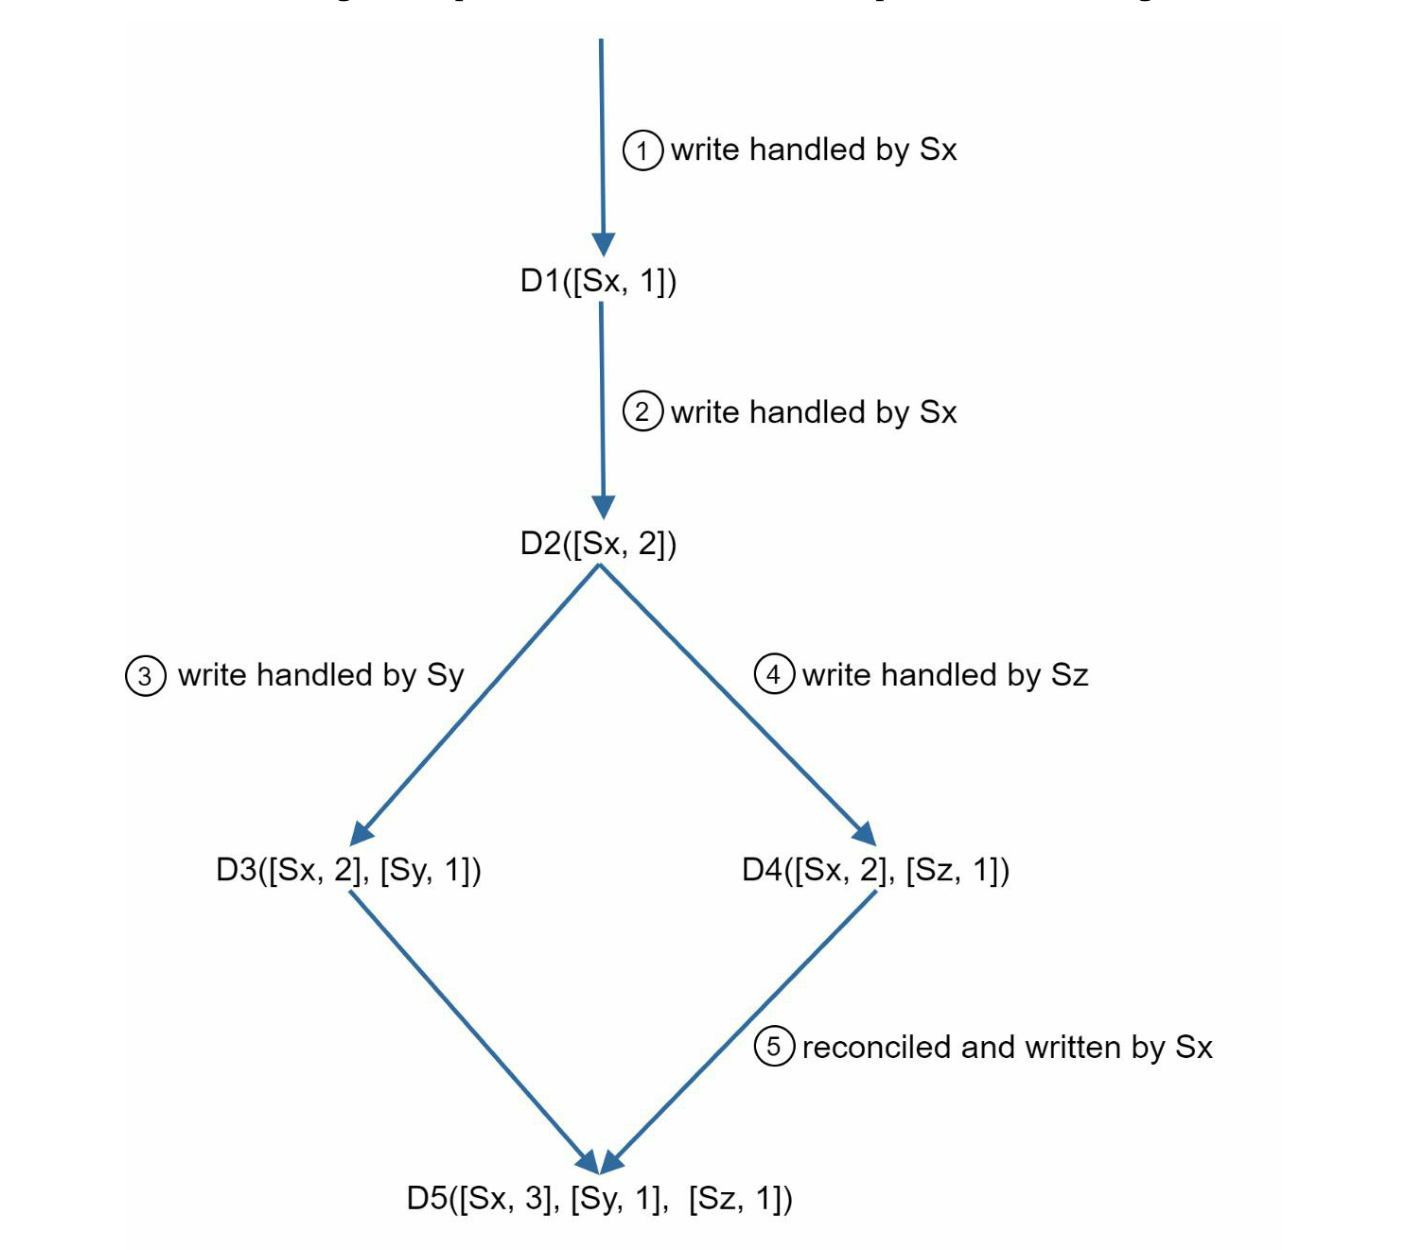 ① write handled by Sx
D1([Sx, 1])
② write handled by Sx
D2([Sx, 2])
③ write handled by Sy
④ write handled by Sz
D3([Sx, 2], [Sy, 1])
D4([Sx, 2], [Sz, 1])
⑤ reconciled and written by Sx
D5([Sx, 3], [Sy, 1], [Sz, 1])